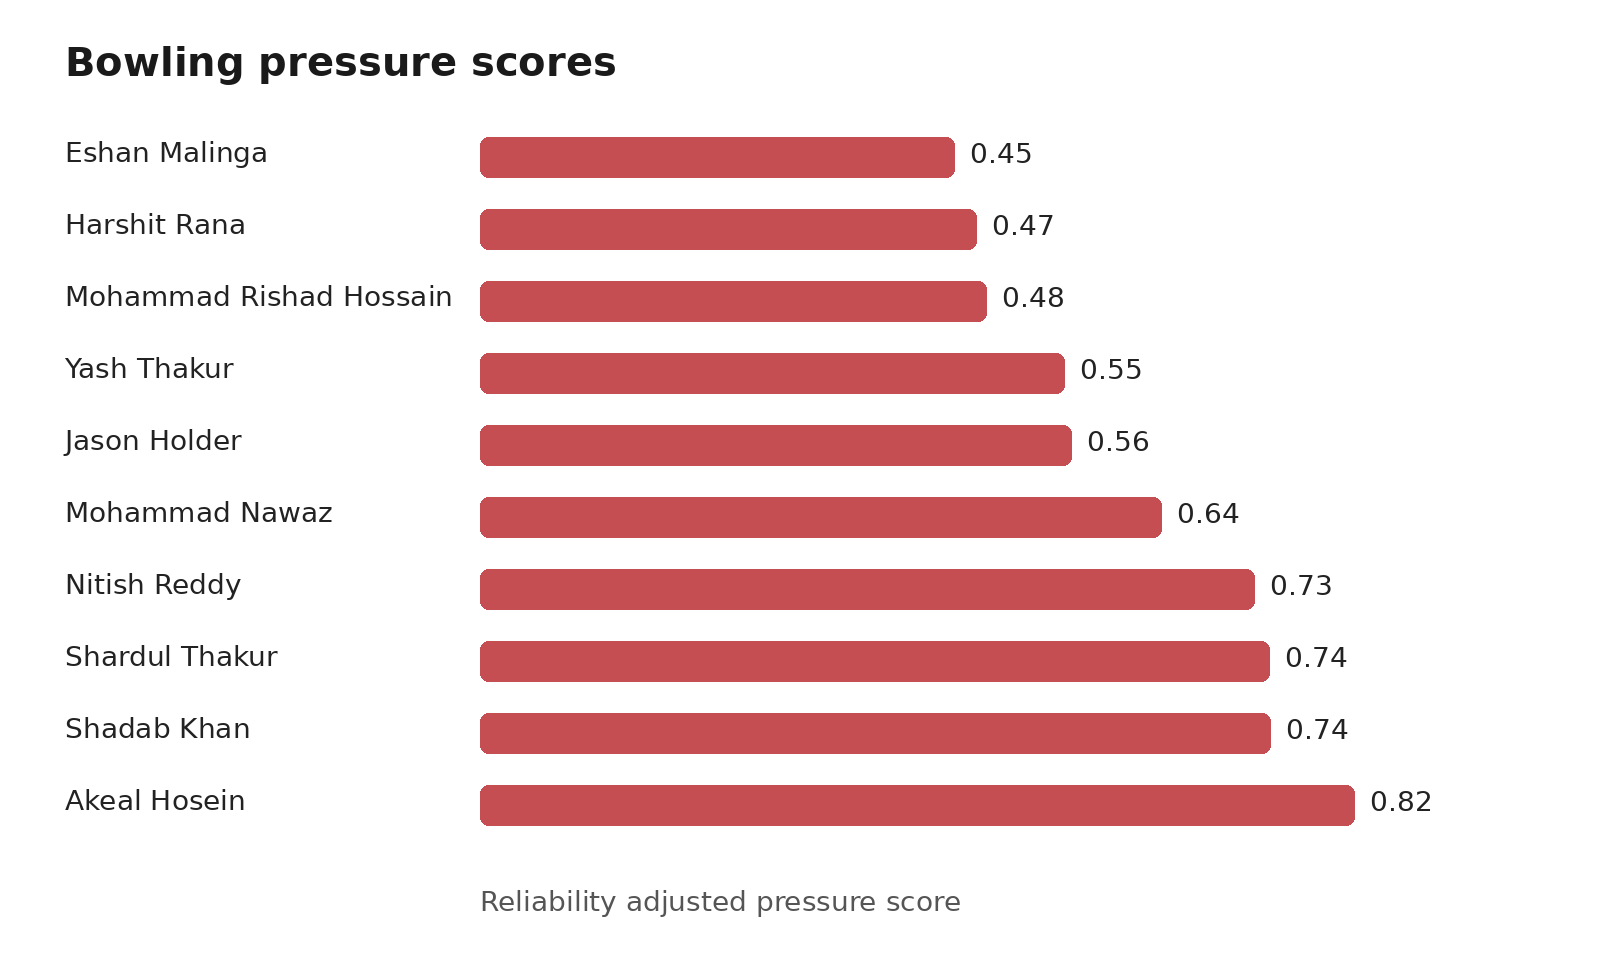 Bowling pressure scores
Eshan Malinga 0.45
Harshit Rana 0.47
Mohammad Rishad Hossain 0.48
Yash Thakur 0.55
Jason Holder 0.56
Mohammad Nawaz 0.64
Nitish Reddy 0.73
Shardul Thakur 0.74
Shadab Khan 0.74
Akeal Hosein 0.82
Reliability adjusted pressure score